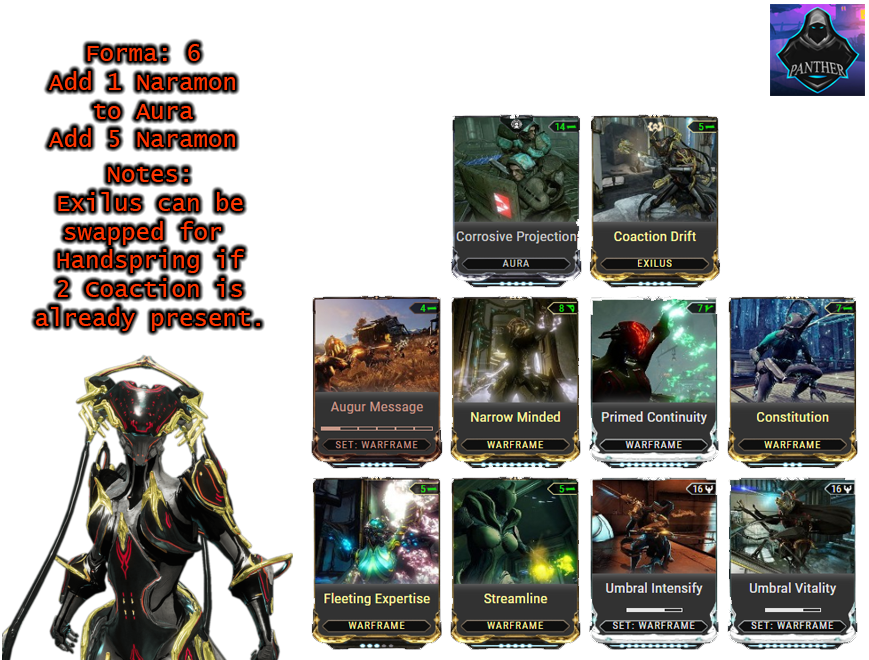 Forma: 6
Add 1 Naramon
to Aura
Add 5 Naramon
Notes:
Exilus can be
swapped for
Handspring if
2 Coaction is
already present.
PANTHER
14
Corrosive Projection
AURA
5
Coaction Drift
EXILUS
4
Augur Message
SET: WARFRAME
8
Narrow Minded
WARFRAME
7
Primed Continuity
WARFRAME
7
Constitution
WARFRAME
5
Fleeting Expertise
WARFRAME
5
Streamline
WARFRAME
16
Umbral Intensify
SET: WARFRAME
16
Umbral Vitality
SET: WARFRAME